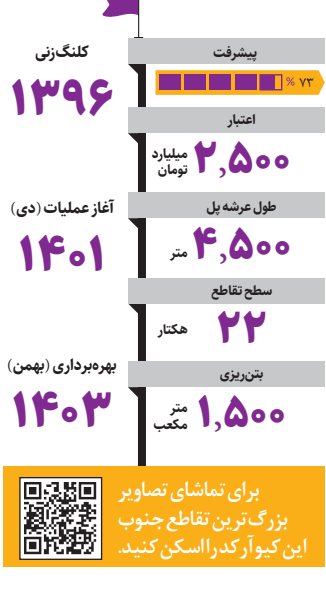 پیشرفت
۷۳ %
اعتبار
۲,۵۰۰ میلیارد تومان
طول عرشه پل
۴,۵۰۰ متر
سطح تقاطع
۲۲ هکتار
بتن‌ریزی
۱,۵۰۰ متر مکعب
کلنگ‌زنی
۱۳۹۶
آغاز عملیات (دی)
۱۴۰۱
بهره‌برداری (بهمن)
۱۴۰۳
برای تماشای تصاویر
بزرگ‌ترین تقاطع جنوب
این کیوآر کد را اسکن کنید.